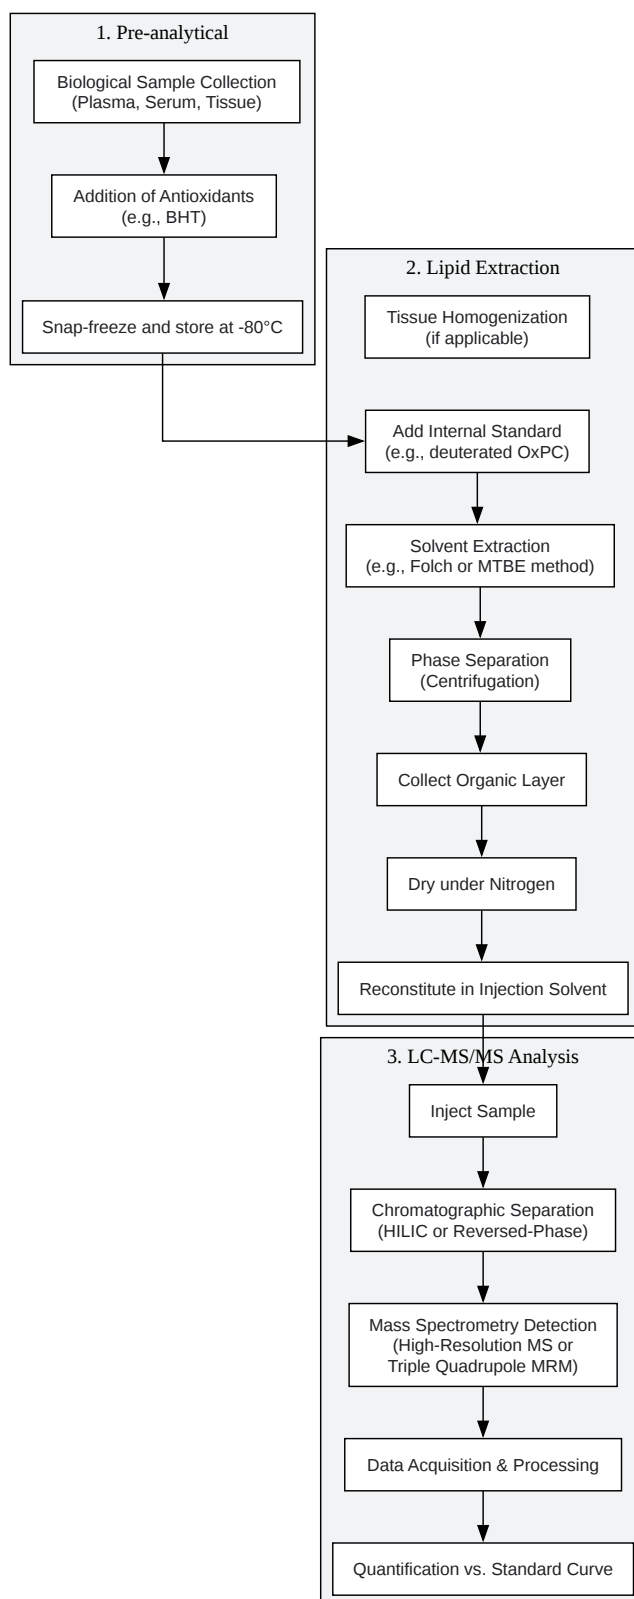 1. Pre-analytical
Biological Sample Collection
(Plasma, Serum, Tissue)
Addition of Antioxidants
(e.g., BHT)
Snap-freeze and store at -80°C
2. Lipid Extraction
Tissue Homogenization
(if applicable)
Add Internal Standard
(e.g., deuterated OxPC)
Solvent Extraction
(e.g., Folch or MTBE method)
Phase Separation
(Centrifugation)
Collect Organic Layer
Dry under Nitrogen
Reconstitute in Injection Solvent
3. LC-MS/MS Analysis
Inject Sample
Chromatographic Separation
(HILIC or Reversed-Phase)
Mass Spectrometry Detection
(High-Resolution MS or
Triple Quadrupole MRM)
Data Acquisition & Processing
Quantification vs. Standard Curve